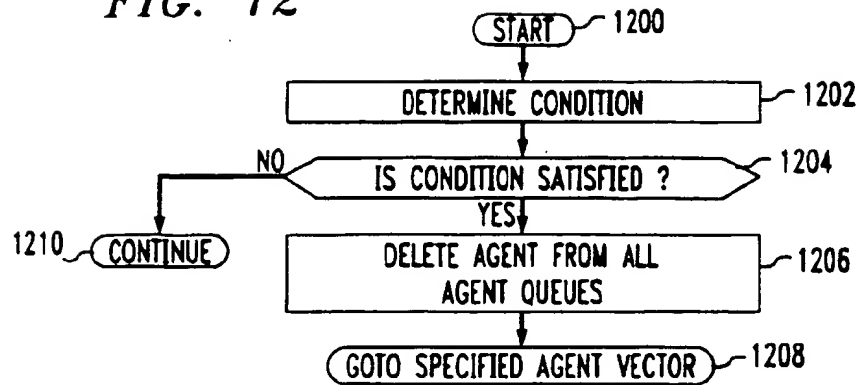 FIG. 12
START 1200
DETERMINE CONDITION 1202
IS CONDITION SATISFIED ? 1204
NO
YES
1210 CONTINUE
DELETE AGENT FROM ALL
AGENT QUEUES
1206
GOTO SPECIFIED AGENT VECTOR 1208